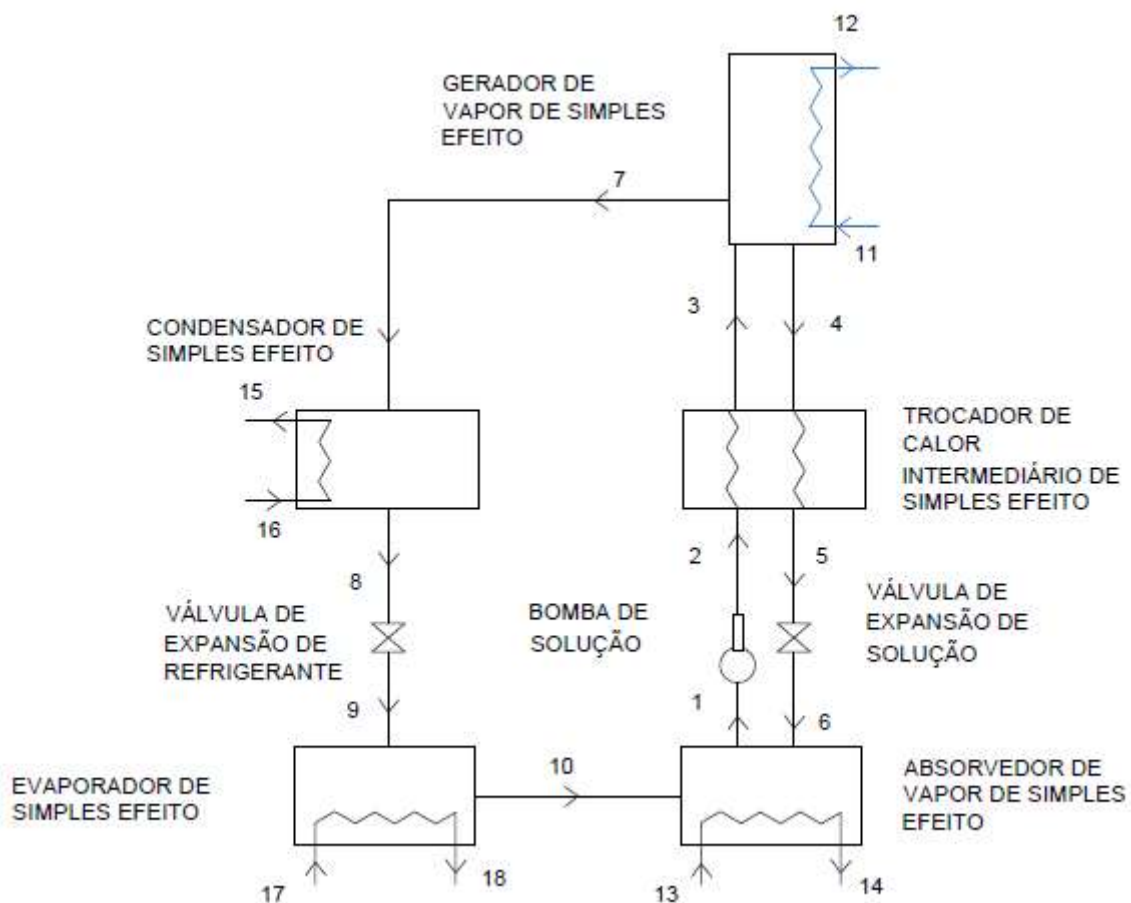 12
GERADOR DE
VAPOR DE SIMPLES
EFEITO
7
11
3
4
CONDENSADOR DE
SIMPLES EFEITO
15
16
TROCADOR DE
CALOR
INTERMEDIÁRIO DE
SIMPLES EFEITO
8
2
5
VÁLVULA DE
EXPANSÃO DE
REFRIGERANTE
BOMBA DE
SOLUÇÃO
VÁLVULA DE
EXPANSÃO DE
SOLUÇÃO
9
1
6
EVAPORADOR DE
SIMPLES EFEITO
10
ABSORVEDOR DE
VAPOR DE SIMPLES
EFEITO
17
18
13
14